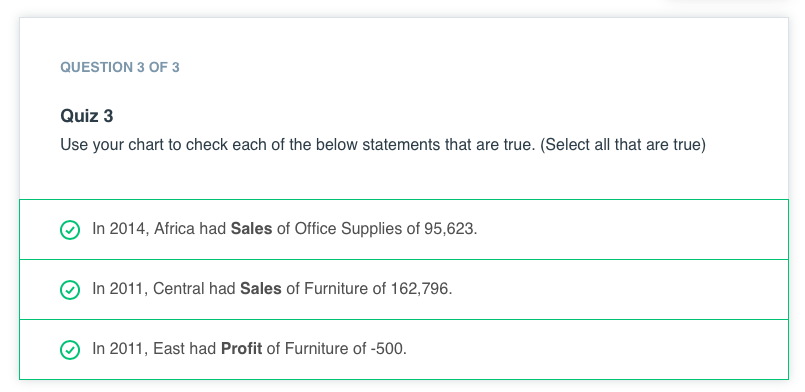 QUESTION 3 OF 3
Quiz 3
Use your chart to check each of the below statements that are true. (Select all that are true)
In 2014, Africa had Sales of Office Supplies of 95,623.
In 2011, Central had Sales of Furniture of 162,796.
In 2011, East had Profit of Furniture of -500.